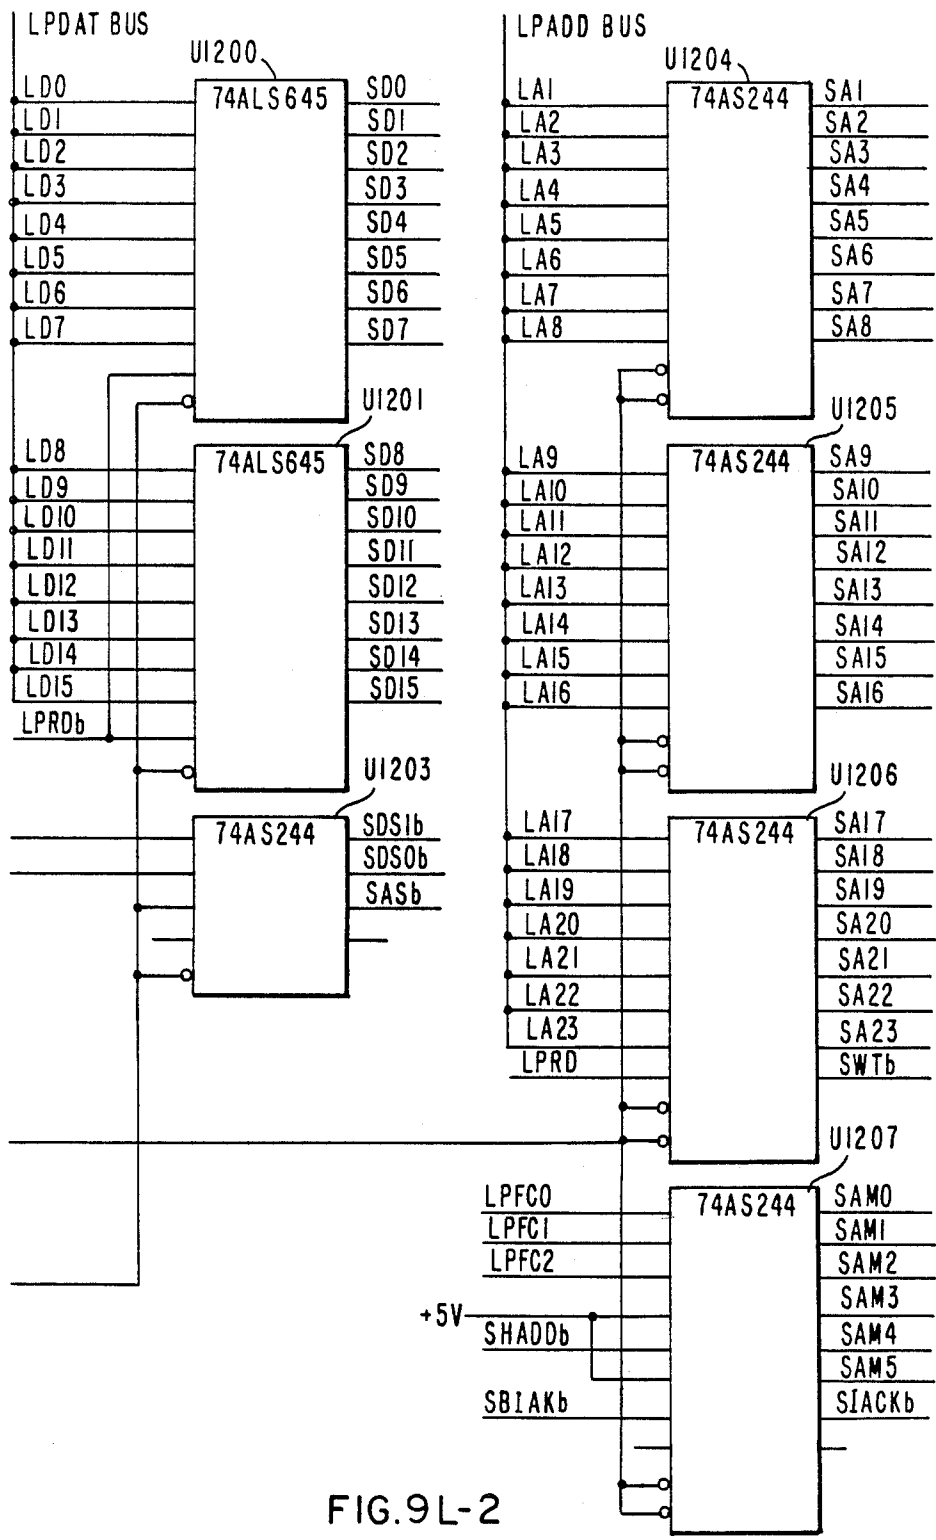 LPDAT BUS
U1200
74ALS645
LD0 SD0
LD1 SD1
LD2 SD2
LD3 SD3
LD4 SD4
LD5 SD5
LD6 SD6
LD7 SD7
U1201
74ALS645
LD8 SD8
LD9 SD9
LD10 SD10
LD11 SD11
LD12 SD12
LD13 SD13
LD14 SD14
LD15 SD15
LPRDb
U1203
74AS244
SDS1b
SDS0b
SASb
LPADD BUS
U1204
74AS244
LA1 SA1
LA2 SA2
LA3 SA3
LA4 SA4
LA5 SA5
LA6 SA6
LA7 SA7
LA8 SA8
U1205
74AS244
LA9 SA9
LA10 SA10
LA11 SA11
LA12 SA12
LA13 SA13
LA14 SA14
LA15 SA15
LA16 SA16
U1206
74AS244
LA17 SA17
LA18 SA18
LA19 SA19
LA20 SA20
LA21 SA21
LA22 SA22
LA23 SA23
LPRD SWTb
U1207
74AS244
LPFC0 SAM0
LPFC1 SAM1
LPFC2 SAM2
+5V SAM3
SHADDb SAM4
SAM5
SBIAKb SIACKb
FIG.9L-2